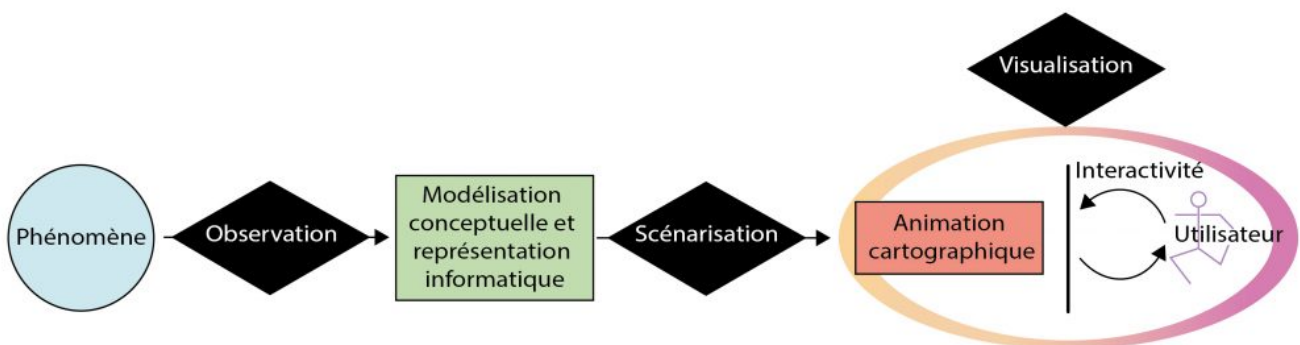 Visualisation
Phénomène
Observation
Modélisation
conceptuelle et
représentation
informatique
Scénarisation
Animation
cartographique
Interactivité
Utilisateur